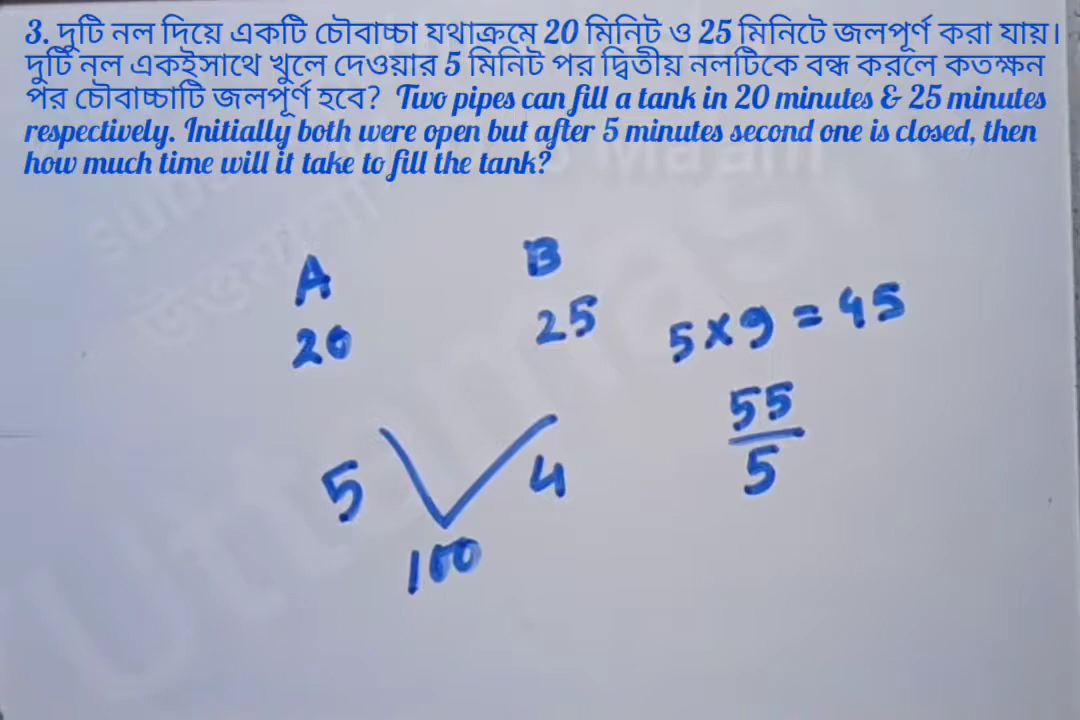 3. দুটি নল দিয়ে একটি চৌবাচ্চা যথাক্রমে 20 মিনিট ও 25 মিনিটে জলপূর্ণ করা যায়।
দুটি নল একইসাথে খুলে দেওয়ার 5 মিনিট পর দ্বিতীয় নলটিকে বন্ধ করলে কতক্ষন
পর চৌবাচ্চাটি জলপূর্ণ হবে? Two pipes can fill a tank in 20 minutes & 25 minutes
respectively. Initially both were open but after 5 minutes second one is closed, then
how much time will it take to fill the tank?
A B
20 25 5×9=45
5 4 55/5
100